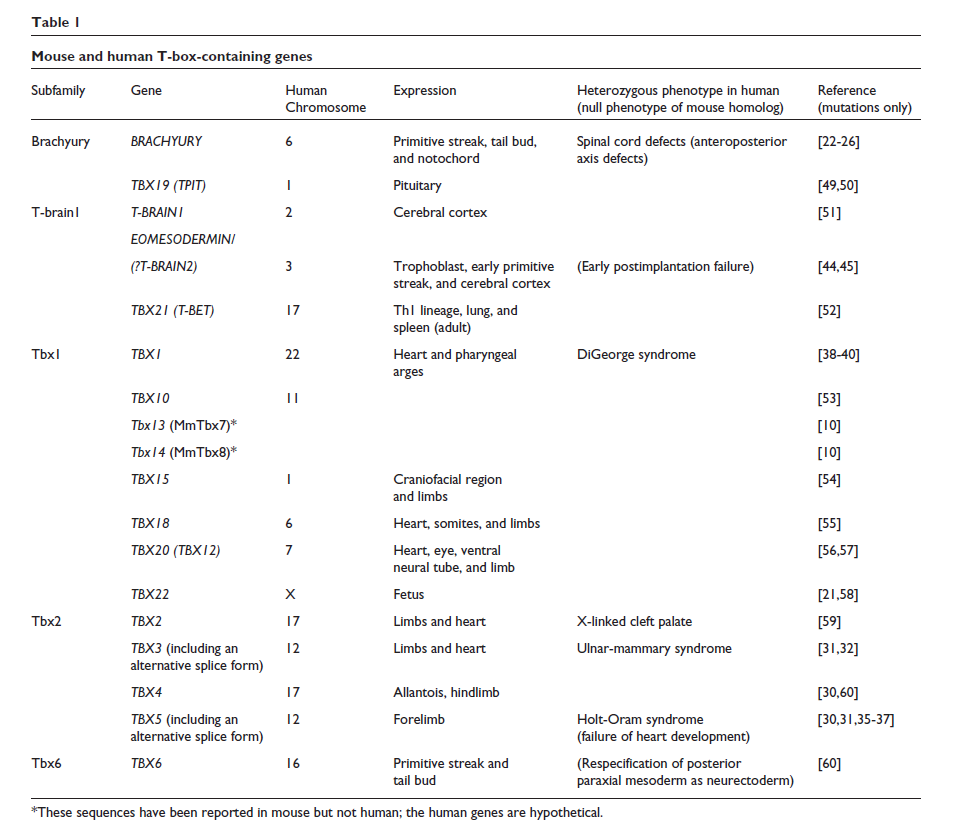 Table 1
Mouse and human T-box-containing genes
Subfamily Gene Human Expression Heterozygous phenotype in human Reference
Chromosome (null phenotype of mouse homolog) (mutations only)
Brachyury BRACHYURY 6 Primitive streak, tail bud, Spinal cord defects (anteroposterior [22-26]
and notochord axis defects)
TBX19 (TPIT) 1 Pituitary [49,50]
T-brain1 T-BRAIN1 2 Cerebral cortex [51]
EOMESODERMIN/
(?T-BRAIN2) 3 Trophoblast, early primitive (Early postimplantation failure) [44,45]
streak, and cerebral cortex
TBX21 (T-BET) 17 Th1 lineage, lung, and [52]
spleen (adult)
Tbx1 TBX1 22 Heart and pharyngeal DiGeorge syndrome [38-40]
arges
TBX10 11 [53]
Tbx13 (MmTbx7)* [10]
Tbx14 (MmTbx8)* [10]
TBX15 1 Craniofacial region [54]
and limbs
TBX18 6 Heart, somites, and limbs [55]
TBX20 (TBX12) 7 Heart, eye, ventral [56,57]
neural tube, and limb
TBX22 X Fetus [21,58]
Tbx2 TBX2 17 Limbs and heart X-linked cleft palate [59]
TBX3 (including an 12 Limbs and heart Ulnar-mammary syndrome [31,32]
alternative splice form)
TBX4 17 Allantois, hindlimb [30,60]
TBX5 (including an 12 Forelimb Holt-Oram syndrome [30,31,35-37]
alternative splice form) (failure of heart development)
Tbx6 TBX6 16 Primitive streak and (Respecification of posterior [60]
tail bud paraxial mesoderm as neurectoderm)
*These sequences have been reported in mouse but not human; the human genes are hypothetical.